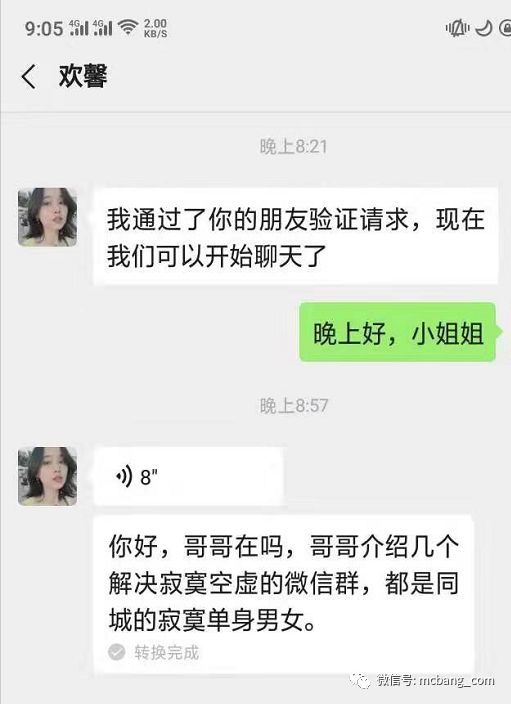 9:05 4G 4G 2.00 KB/S
欢馨
晚上8:21
我通过了你的朋友验证请求，现在
我们可以开始聊天了
晚上好，小姐姐
晚上8:57
8"
你好，哥哥在吗，哥哥介绍几个
解决寂寞空虚的微信群，都是同
城的寂寞单身男女。
转换完成
微信号: mcbang_com